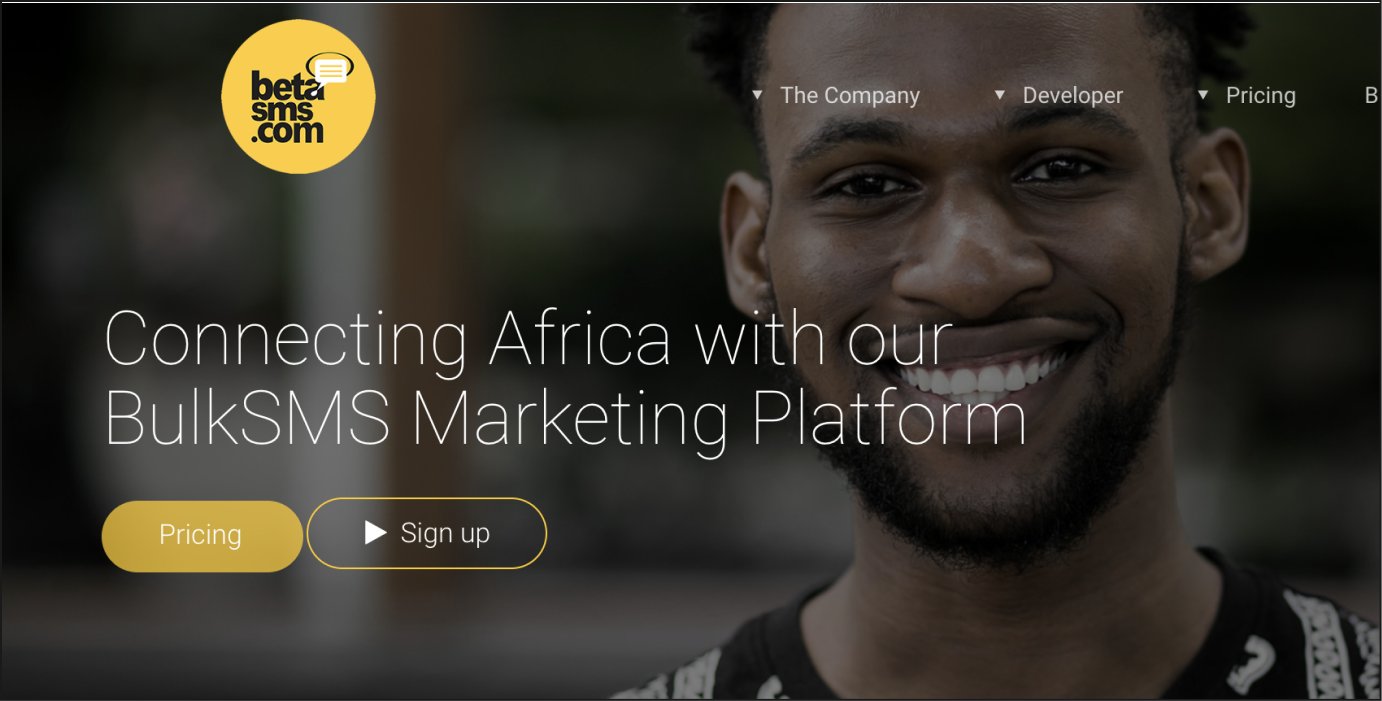 beta
sms
.com
The Company
Developer
Pricing
B
Connecting Africa with our
BulkSMS Marketing Platform
Pricing
Sign up